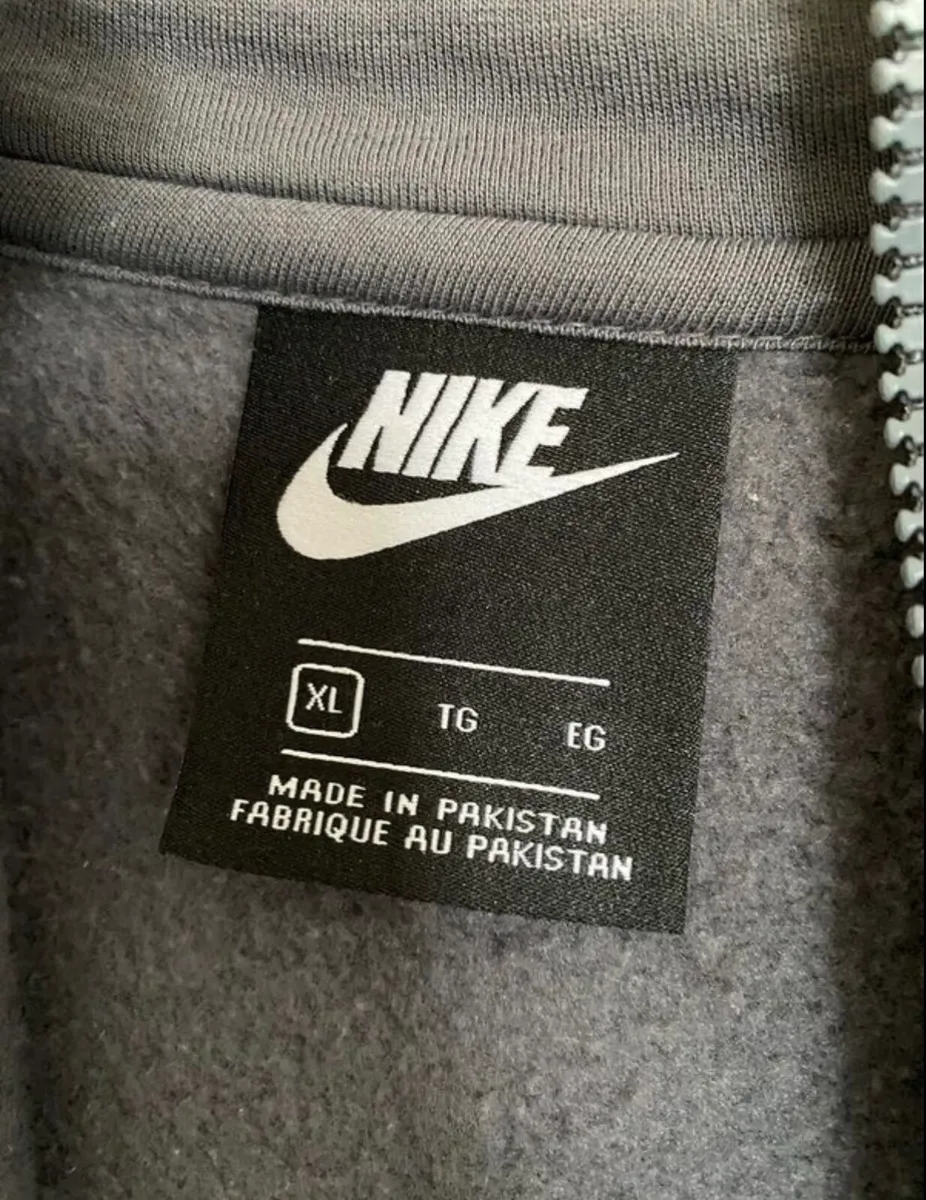 NIKE
XL TG EG
MADE IN PAKISTAN
FABRIQUE AU PAKISTAN